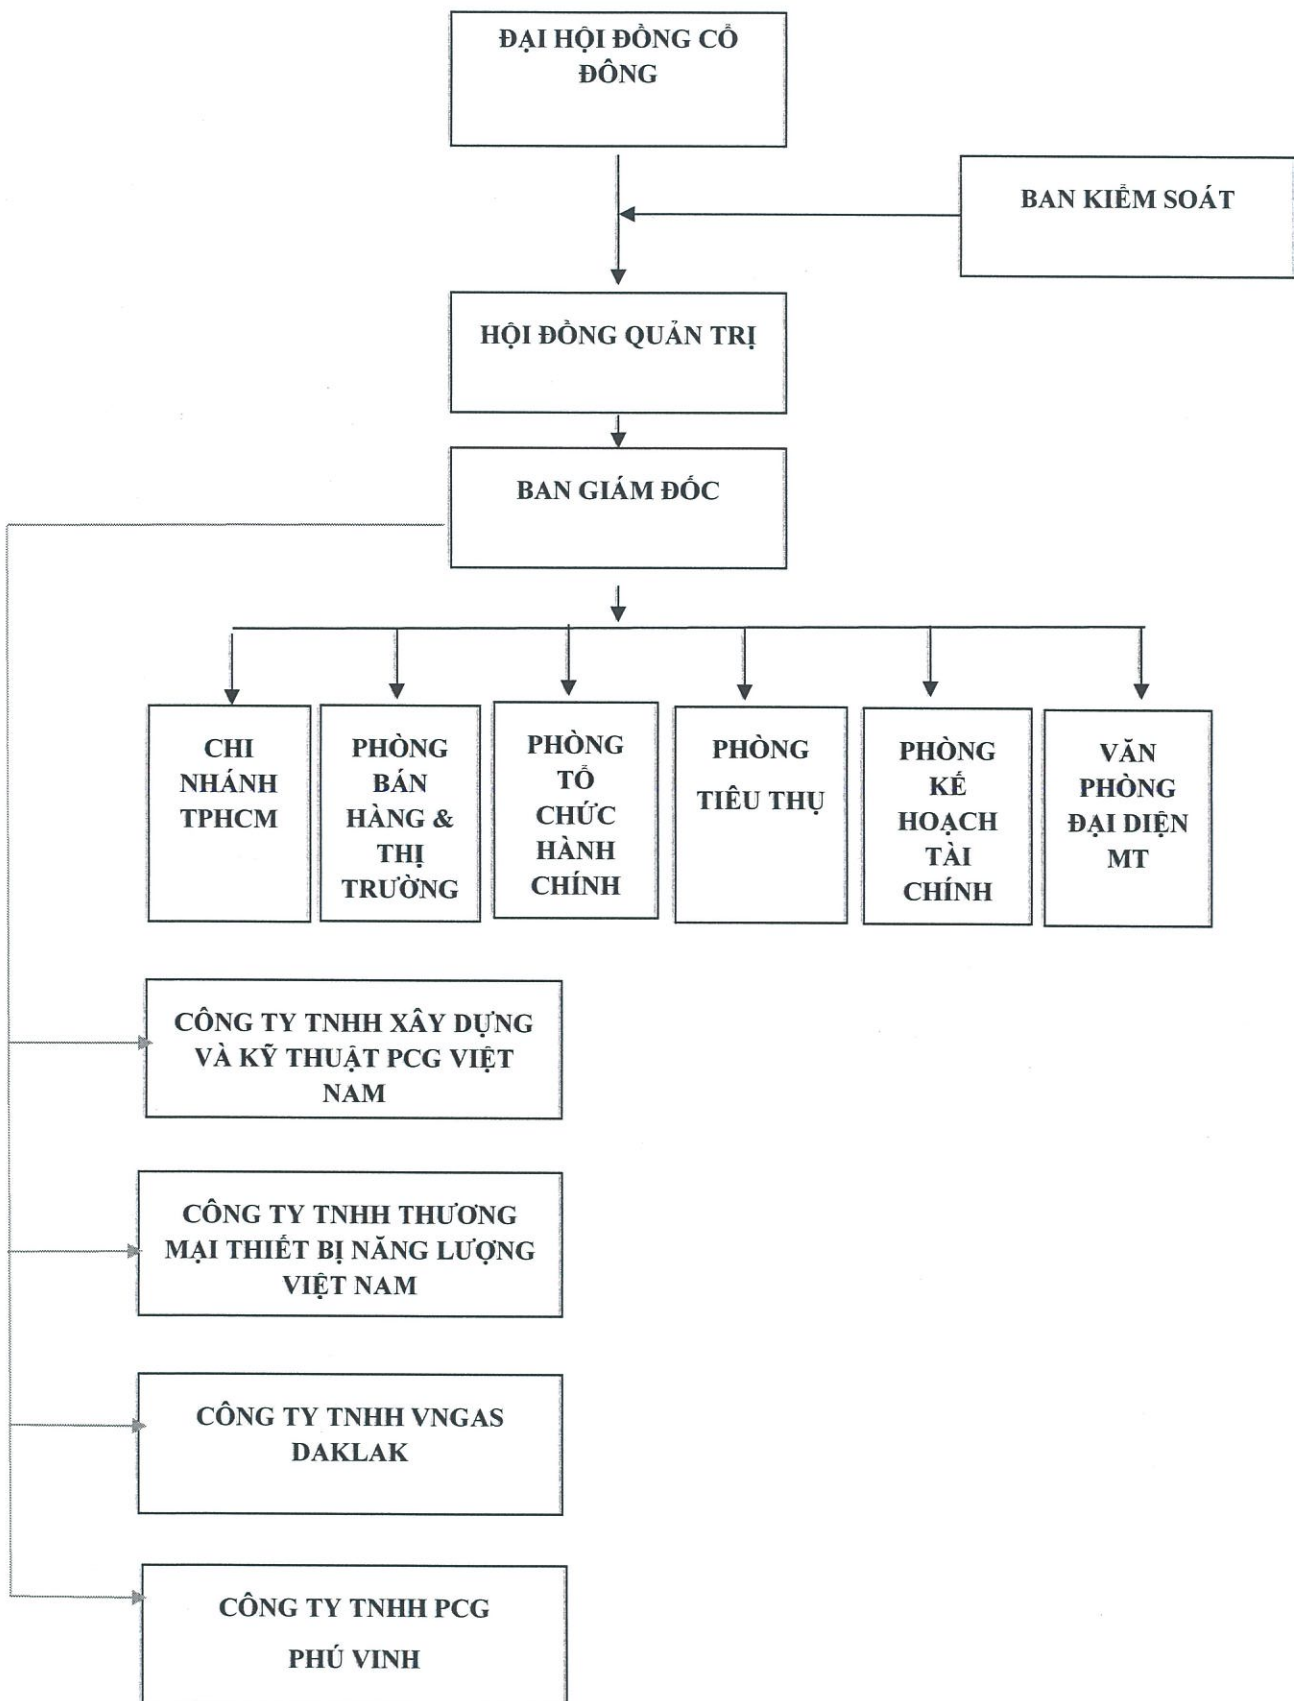 ĐẠI HỘI ĐỒNG CỔ
ĐÔNG
BAN KIỂM SOÁT
HỘI ĐỒNG QUẢN TRỊ
BAN GIÁM ĐỐC
CHI
NHÁNH
TPHCM
PHÒNG
BÁN
HÀNG &
THỊ
TRƯỜNG
PHÒNG
TỔ
CHỨC
HÀNH
CHÍNH
PHÒNG
TIÊU THỤ
PHÒNG
KẾ
HOẠCH
TÀI
CHÍNH
VĂN
PHÒNG
ĐẠI DIỆN
MT
CÔNG TY TNHH XÂY DỰNG
VÀ KỸ THUẬT PCG VIỆT
NAM
CÔNG TY TNHH THƯƠNG
MẠI THIẾT BỊ NĂNG LƯỢNG
VIỆT NAM
CÔNG TY TNHH VNGAS
DAKLAK
CÔNG TY TNHH PCG
PHÚ VINH